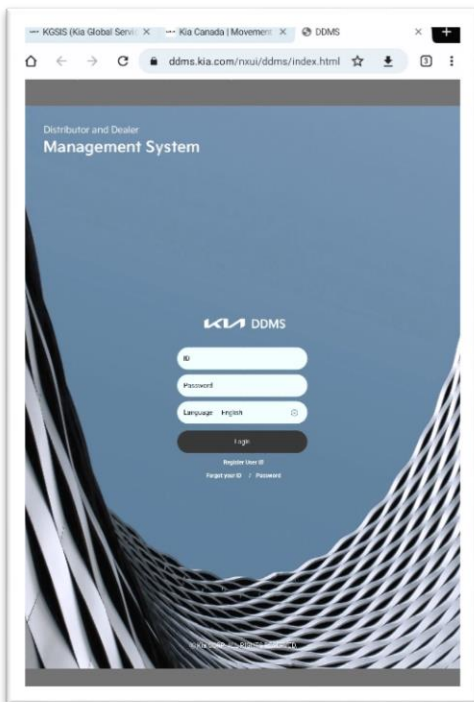 KGSIS (Kia Global Servic
Kia Canada | Movement
DDMS
ddms.kia.com/nxui/ddms/index.html
3
Distributor and Dealer
Management System
KIA DDMS
ID
Password
Language English
Login
Register User ID
Forgot your ID / Password